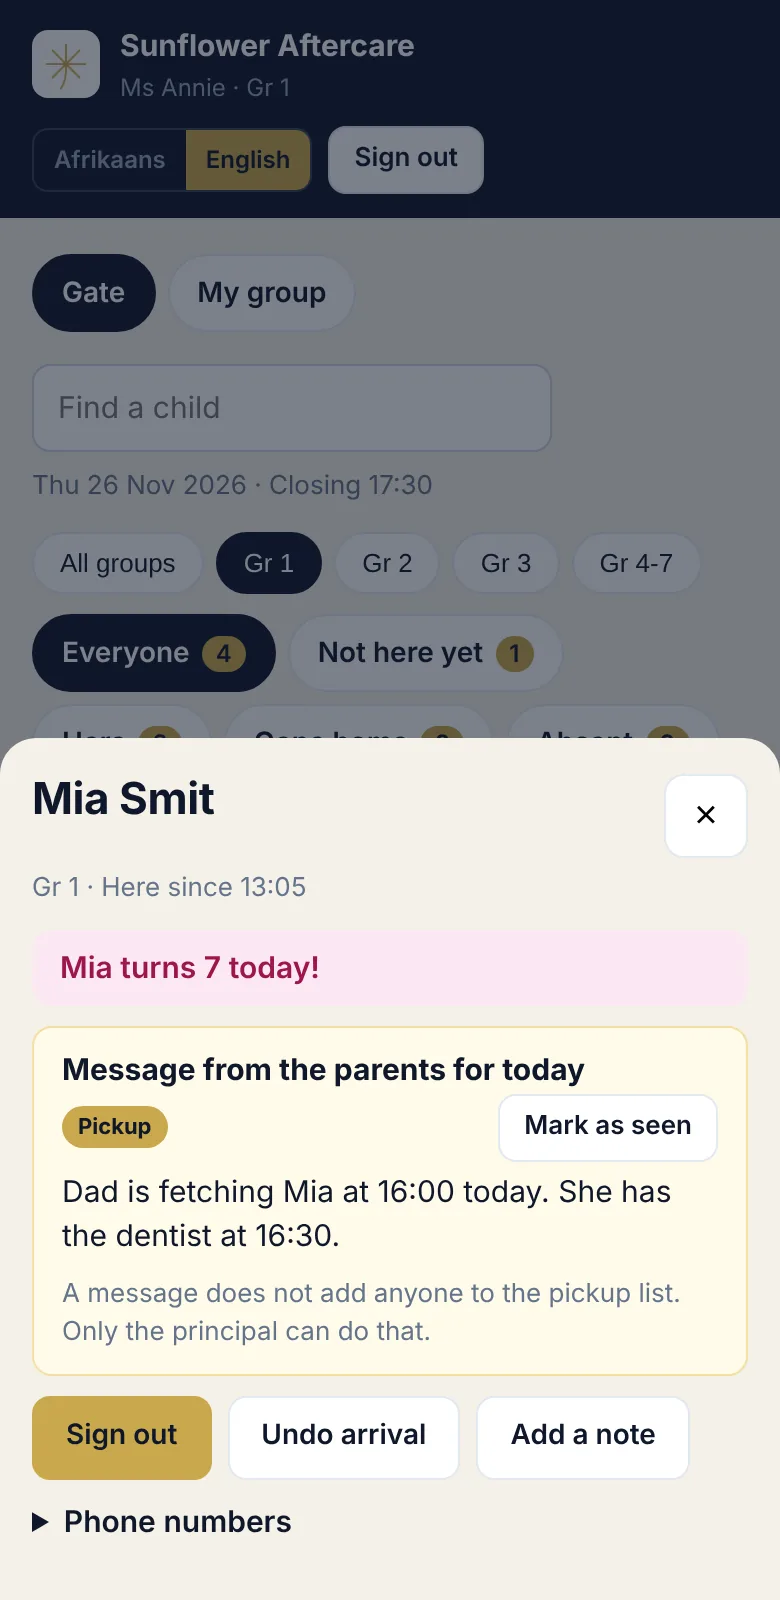 Sunflower Aftercare
Ms Annie · Gr 1
Afrikaans English Sign out
Gate My group
Find a child
Thu 26 Nov 2026 · Closing 17:30
All groups Gr 1 Gr 2 Gr 3 Gr 4-7
Everyone 4 Not here yet 1
Here Gone home Absent
Mia Smit
×
Gr 1 · Here since 13:05
Mia turns 7 today!
Message from the parents for today
Pickup Mark as seen
Dad is fetching Mia at 16:00 today. She has
the dentist at 16:30.
A message does not add anyone to the pickup list.
Only the principal can do that.
Sign out Undo arrival Add a note
Phone numbers